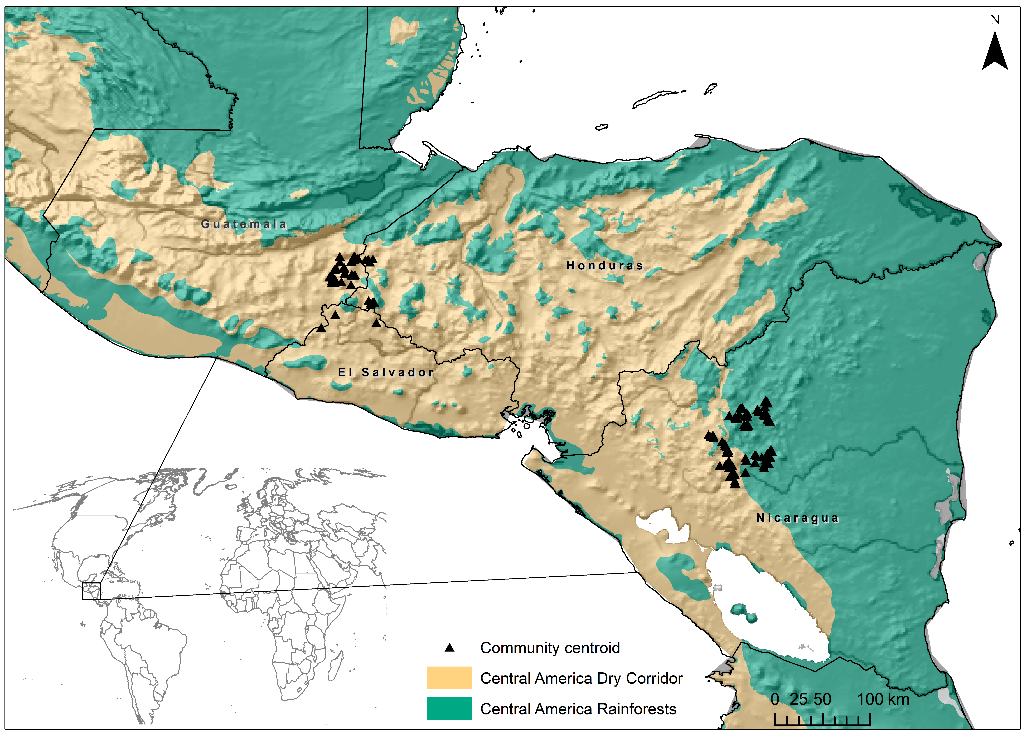 N
Guatemala
Honduras
El Salvador
Nicaragua
Community centroid
Central America Dry Corridor
Central America Rainforests
0 25 50 100 km